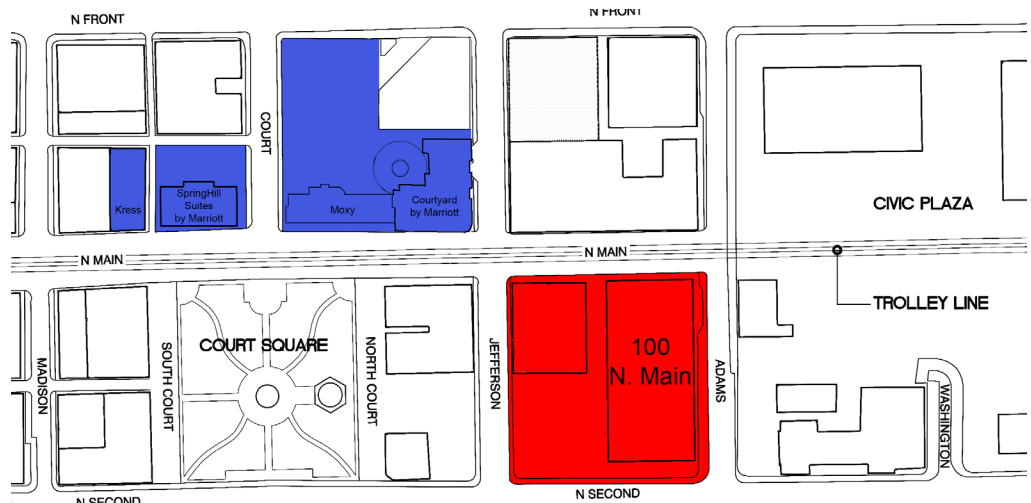 N FRONT
N FRONT
COURT
Kress
SpringHill
Suites
by Marriott
Moxy
Courtyard
by Marriott
CIVIC PLAZA
N MAIN
N MAIN
TROLLEY LINE
MADISON
SOUTH COURT
COURT SQUARE
NORTH COURT
JEFFERSON
100
N. Main
ADAMS
WASHINGTON
N SECOND
N SECOND